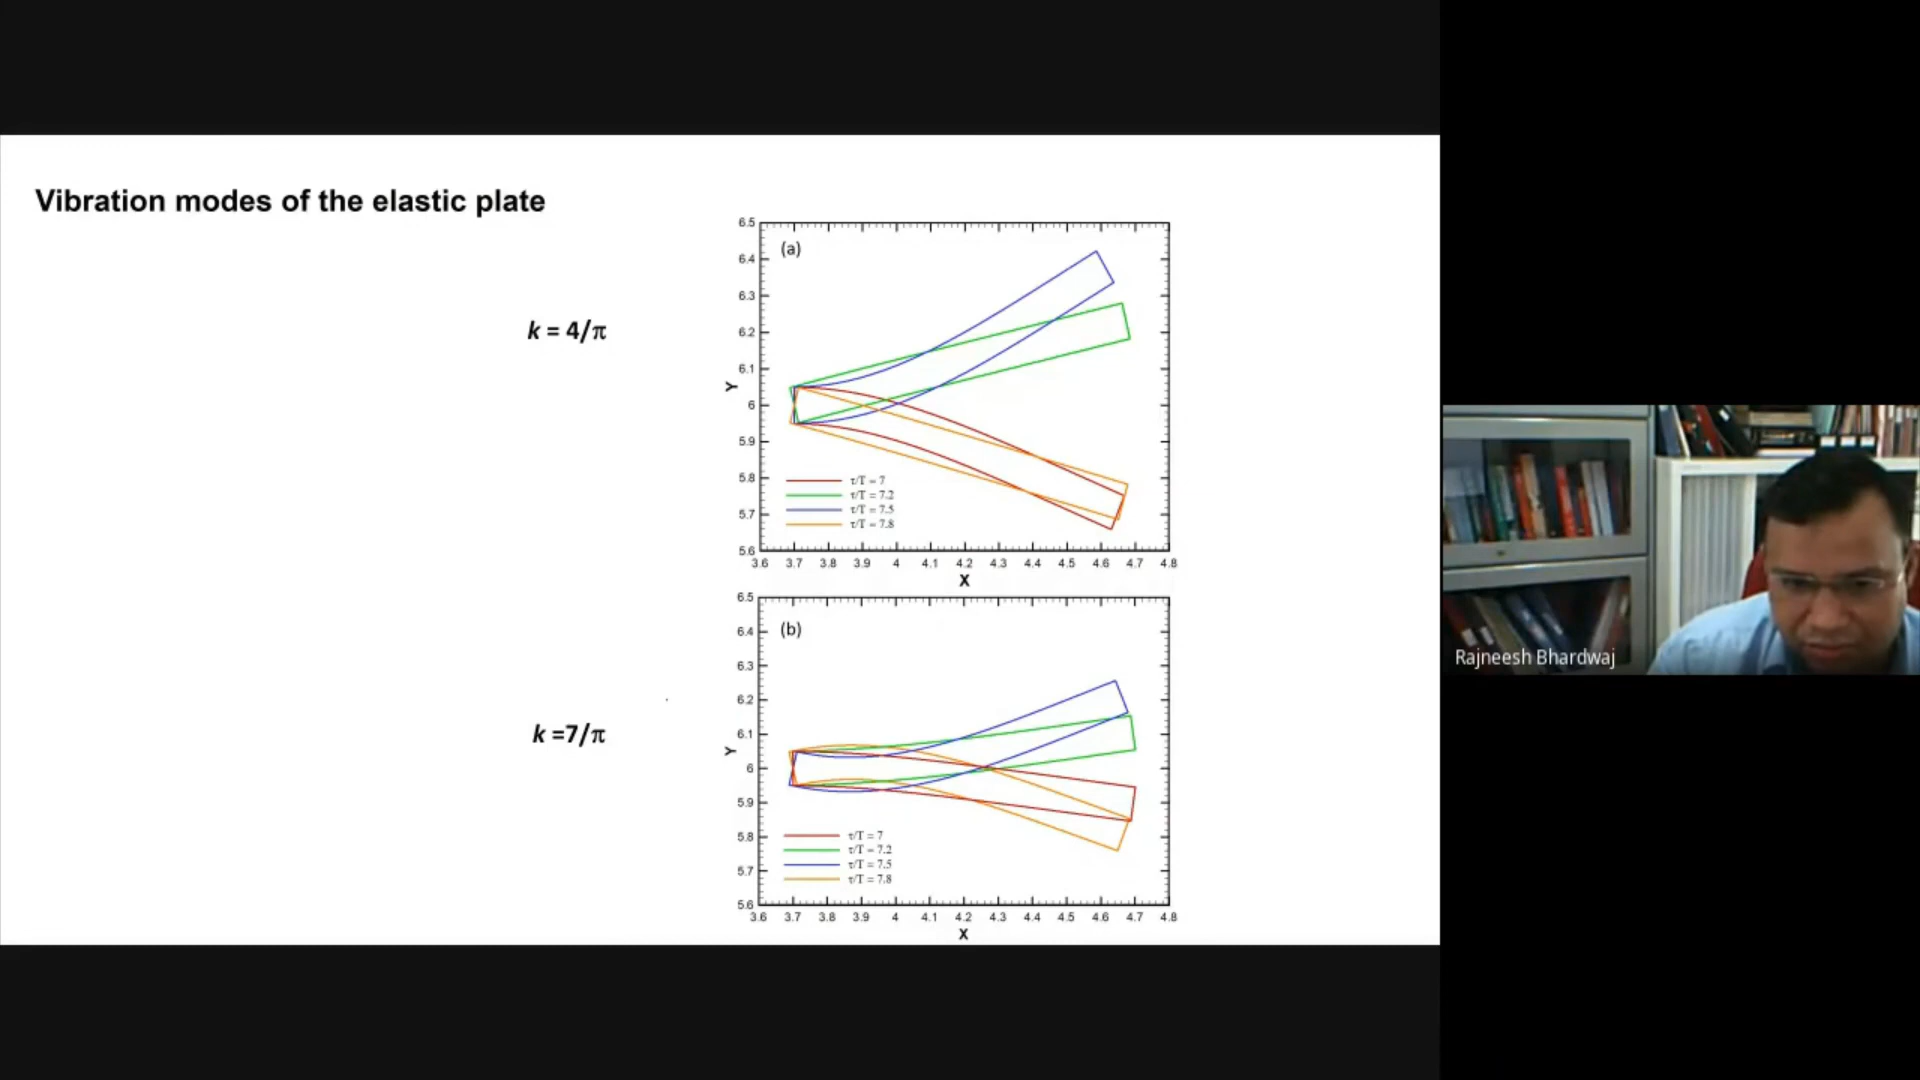 Vibration modes of the elastic plate
k = 4/π
(a)
6.5
6.4
6.3
6.2
6.1
6
5.9
5.8
5.7
5.6
Y
τ/T = 7
τ/T = 7.2
τ/T = 7.5
τ/T = 7.8
3.6 3.7 3.8 3.9 4 4.1 4.2 4.3 4.4 4.5 4.6 4.7 4.8
X
k =7/π
(b)
6.5
6.4
6.3
6.2
6.1
6
5.9
5.8
5.7
5.6
Y
τ/T = 7
τ/T = 7.2
τ/T = 7.5
τ/T = 7.8
3.6 3.7 3.8 3.9 4 4.1 4.2 4.3 4.4 4.5 4.6 4.7 4.8
X
Rajneesh Bhardwaj